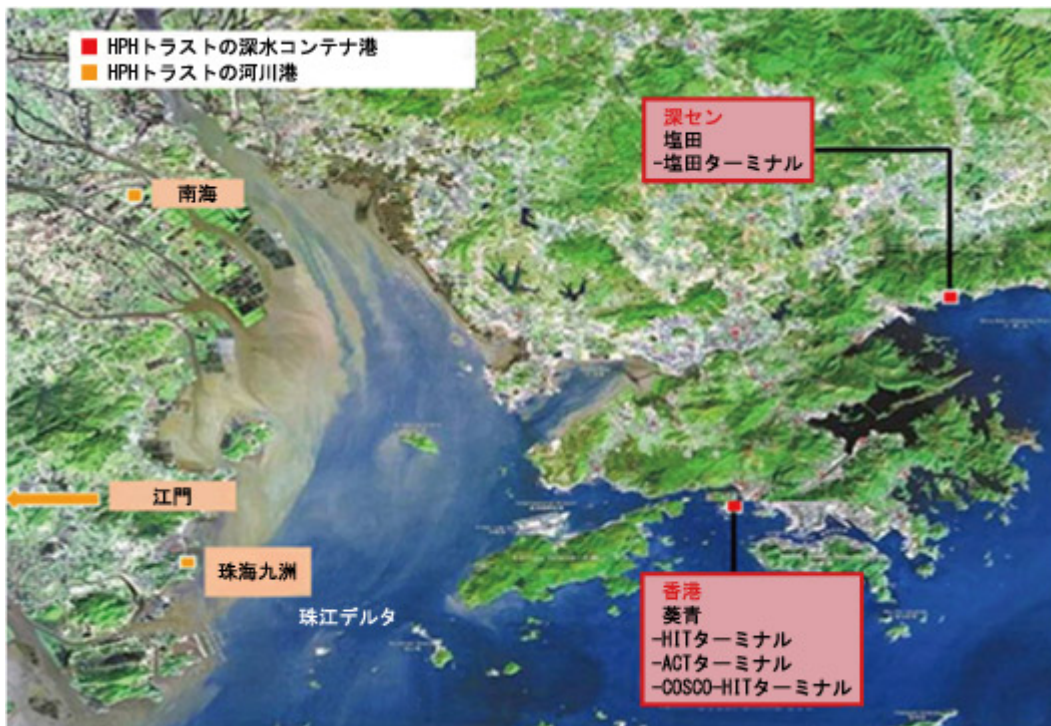 HPHトラストの深水コンテナ港
HPHトラストの河川港
深セン
塩田
-塩田ターミナル
南海
江門
珠海九洲
珠江デルタ
香港
葵青
-HITターミナル
-ACTターミナル
-COSCO-HITターミナル